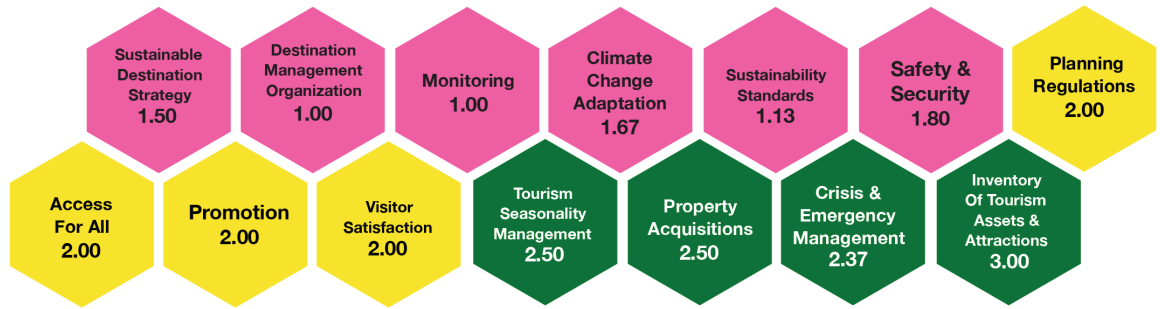 Sustainable
Destination
Strategy
1.50
Destination
Management
Organization
1.00
Monitoring
1.00
Climate
Change
Adaptation
1.67
Sustainability
Standards
1.13
Safety &
Security
1.80
Planning
Regulations
2.00
Access
For All
2.00
Promotion
2.00
Visitor
Satisfaction
2.00
Tourism
Seasonality
Management
2.50
Property
Acquisitions
2.50
Crisis &
Emergency
Management
2.37
Inventory
Of Tourism
Assets &
Attractions
3.00